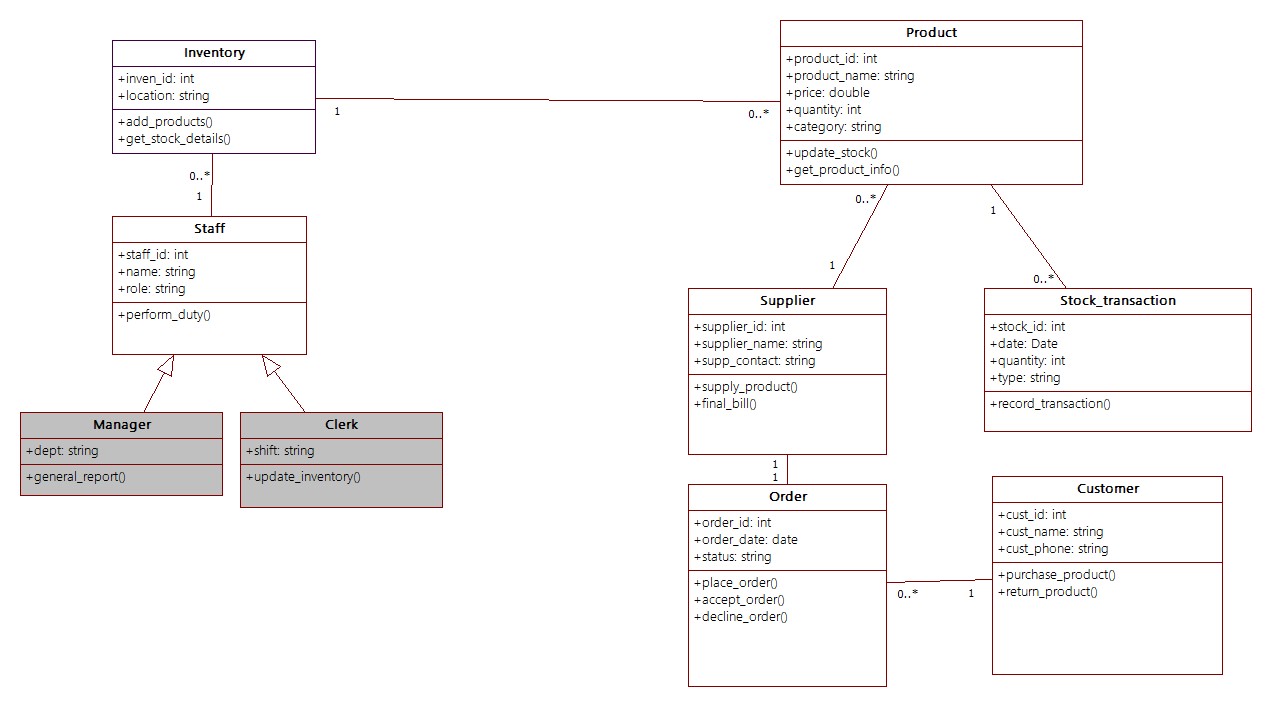 Inventory
+inven_id: int
+location: string
+add_products()
+get_stock_details()
1
0..*
Product
+product_id: int
+product_name: string
+price: double
+quantity: int
+category: string
+update_stock()
+get_product_info()
0..*
1
Staff
+staff_id: int
+name: string
+role: string
+perform_duty()
Manager
+dept: string
+general_report()
Clerk
+shift: string
+update_inventory()
0..*
1
1
0..*
Supplier
+supplier_id: int
+supplier_name: string
+supp_contact: string
+supply_product()
+final_bill()
Stock_transaction
+stock_id: int
+date: Date
+quantity: int
+type: string
+record_transaction()
1
1
Order
+order_id: int
+order_date: date
+status: string
+place_order()
+accept_order()
+decline_order()
0..*
1
Customer
+cust_id: int
+cust_name: string
+cust_phone: string
+purchase_product()
+return_product()